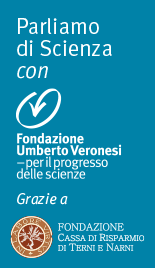 Parliamo
di Scienza
con
Fondazione
Umberto Veronesi
–per il progresso
delle scienze
Grazie a
FONDAZIONE
CASSA DI RISPARMIO
DI TERNI E NARNI